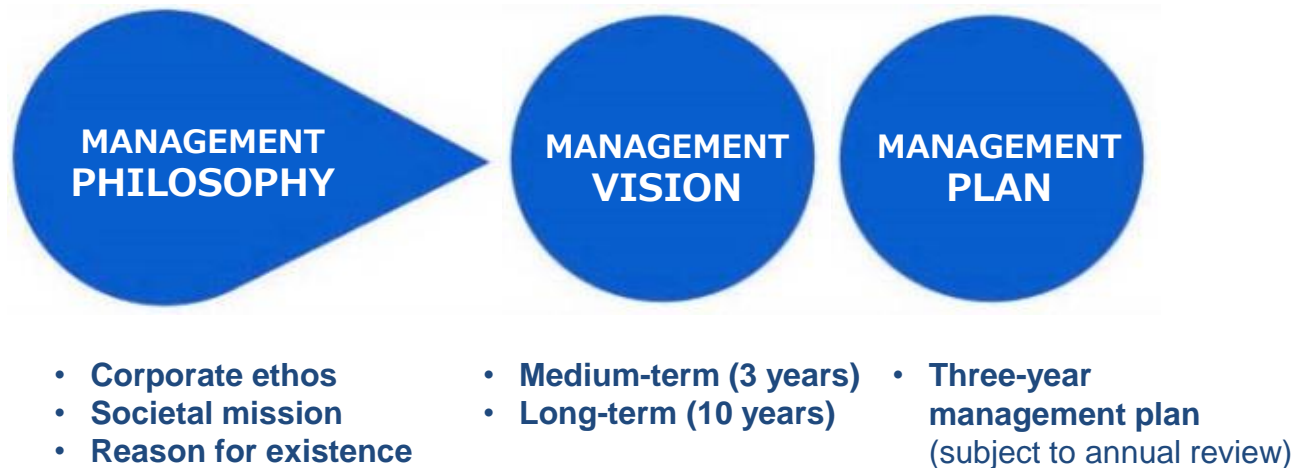 MANAGEMENT
PHILOSOPHY
MANAGEMENT
VISION
MANAGEMENT
PLAN
• Corporate ethos
• Societal mission
• Reason for existence
• Medium-term (3 years)
• Long-term (10 years)
• Three-year
management plan
(subject to annual review)